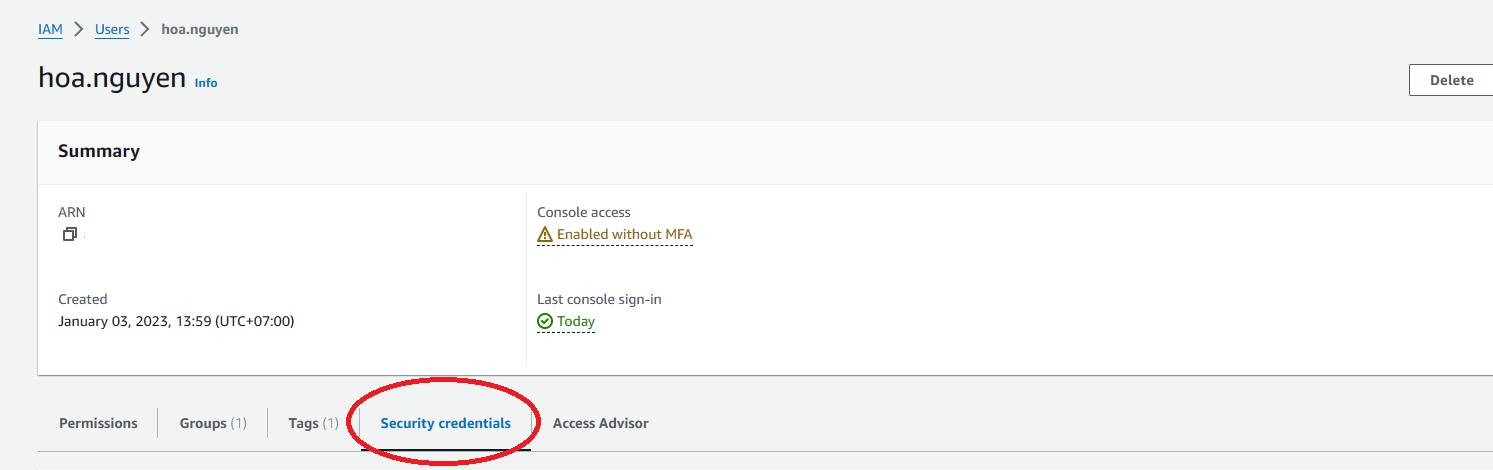 IAM > Users > hoa.nguyen
hoa.nguyen Info
Delete
Summary
ARN
Console access
Enabled without MFA
Created
Last console sign-in
January 03, 2023, 13:59 (UTC+07:00)
Today
Permissions Groups (1) Tags (1) Security credentials Access Advisor